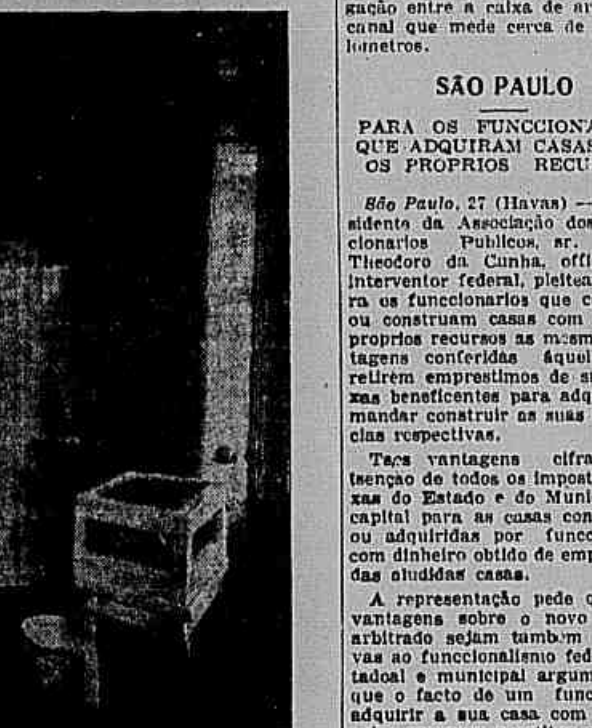 gação entre a caixa de ar
canal que mede cerca de
lometros.
SÃO PAULO
PARA OS FUNCCIONA
QUE ADQUIRAM CASAS
OS PROPRIOS RECU
São Paulo, 27 (Havas) —
sidente da Associação dos
cionarios Publicos, sr.
Theodoro da Cunha, offi
interventor federal, pleitea
ra os funccionarios que c
ou construam casas com
proprios recursos as mesm
tagens conferidas áquel
retirem emprestimos de su
xas beneficentes para adq
mandar construir as suas
cias respectivas.
Taes vantagens cifra
isenção de todos os impost
xas do Estado e do Muni
capital para as casas con
ou adquiridas por funcc
com dinheiro obtido de emp
das aludidas casas.
A representação pede q
vantagens sobre o novo
arbitrado sejam tambem
vas ao funccionalismo fed
tadoal e municipal argum
que o facto de um func
adquirir a sua casa com